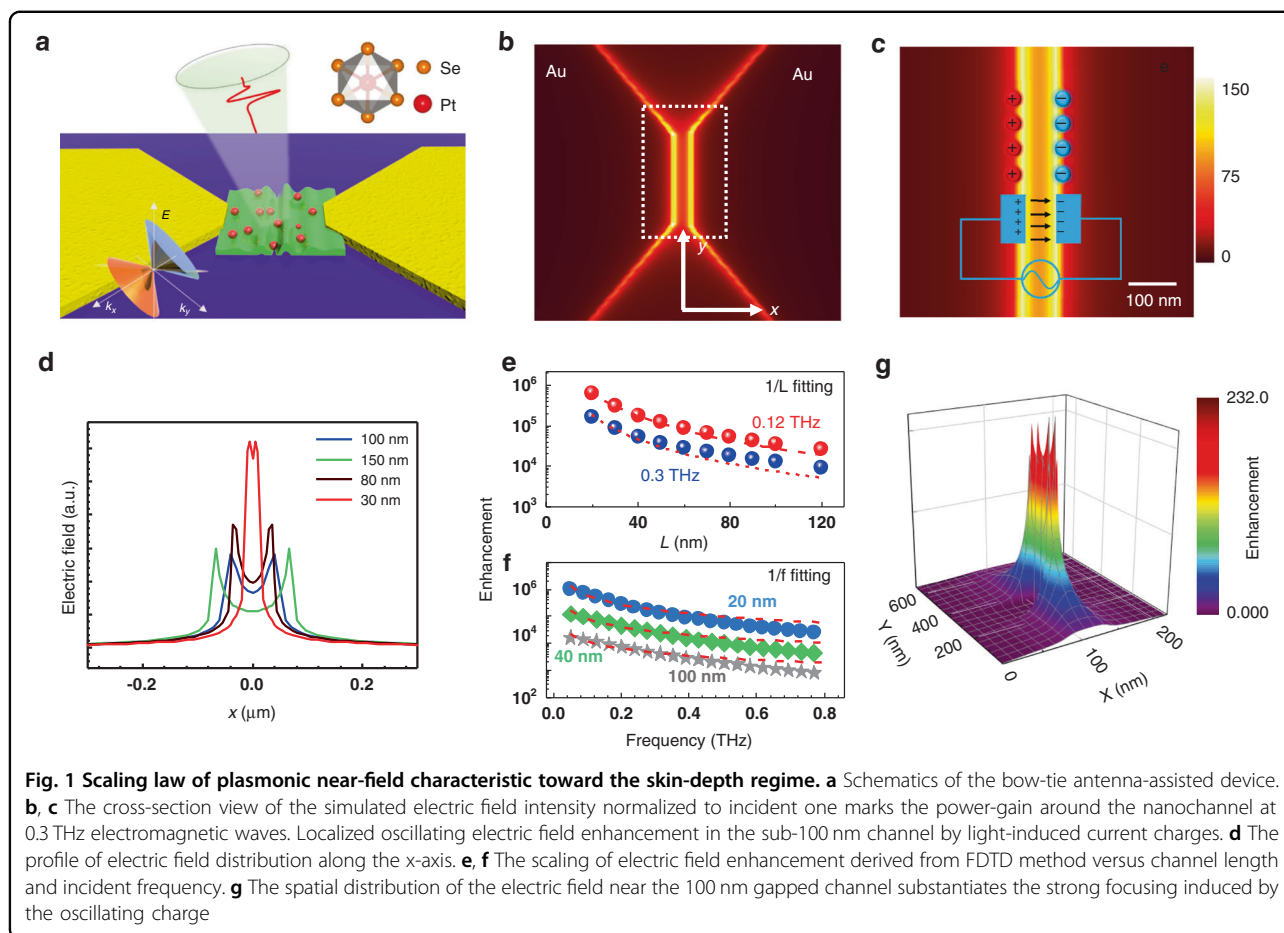 a
Se
Pt
E
kx
ky
b
Au
Au
y
x
c
e
150
75
0
+ −
+ −
+ −
+ −
+ −
+ −
+ −
+ −
100 nm
d
Electric field (a.u.)
100 nm
150 nm
80 nm
30 nm
-0.2
0.0
0.2
x (μm)
e
Enhancement
10⁶
10⁵
10⁴
10³
1/L fitting
0.12 THz
0.3 THz
0
40
80
120
L (nm)
f
10⁶
10⁴
10²
1/f fitting
20 nm
40 nm
100 nm
0.0
0.2
0.4
0.6
0.8
Frequency (THz)
g
232.0
Enhancement
0.000
600
400
200
Y (nm)
0
100
200
X (nm)
Fig. 1 Scaling law of plasmonic near-field characteristic toward the skin-depth regime. a Schematics of the bow-tie antenna-assisted device.
b, c The cross-section view of the simulated electric field intensity normalized to incident one marks the power-gain around the nanochannel at
0.3 THz electromagnetic waves. Localized oscillating electric field enhancement in the sub-100 nm channel by light-induced current charges. d The
profile of electric field distribution along the x-axis. e, f The scaling of electric field enhancement derived from FDTD method versus channel length
and incident frequency. g The spatial distribution of the electric field near the 100 nm gapped channel substantiates the strong focusing induced by
the oscillating charge